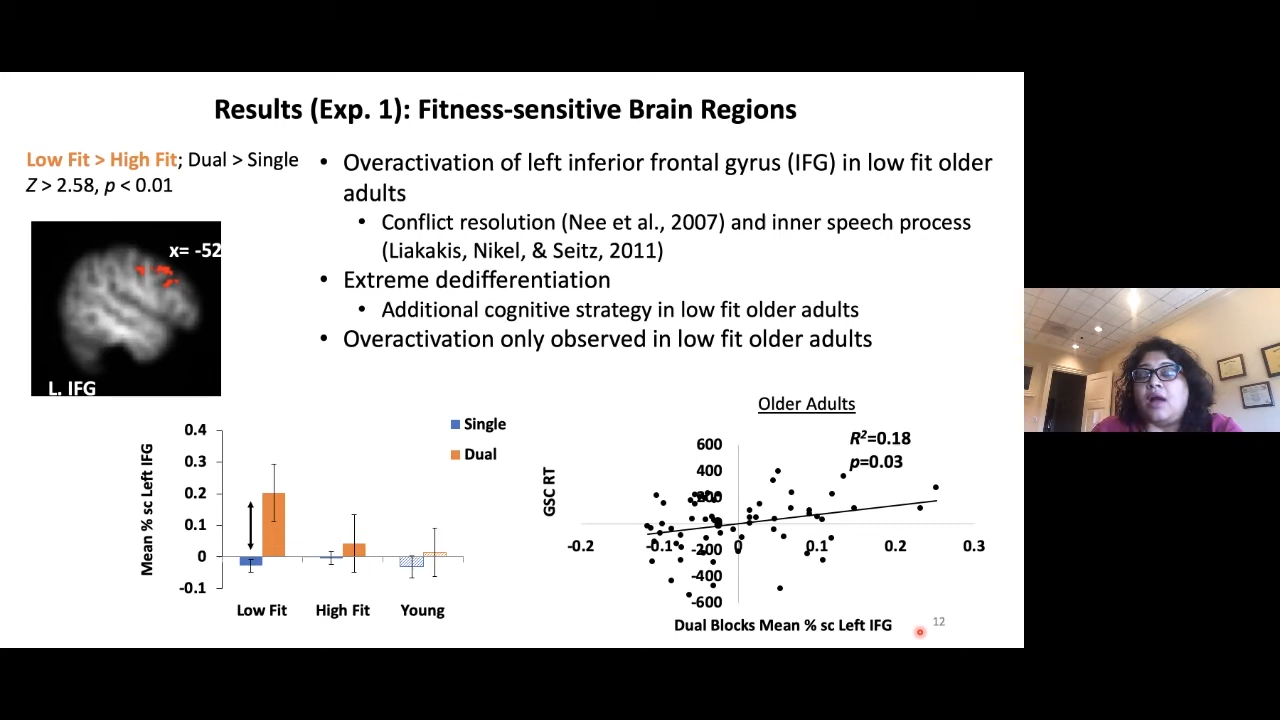 Results (Exp. 1): Fitness-sensitive Brain Regions
Low Fit > High Fit; Dual > Single
Z > 2.58, p < 0.01
x= -52
L. IFG
• Overactivation of left inferior frontal gyrus (IFG) in low fit older
adults
• Conflict resolution (Nee et al., 2007) and inner speech process
(Liakakis, Nikel, & Seitz, 2011)
• Extreme dedifferentiation
• Additional cognitive strategy in low fit older adults
• Overactivation only observed in low fit older adults
Mean % sc Left IFG
0.4
0.3
0.2
0.1
0
-0.1
Low Fit
High Fit
Young
Single
Dual
Older Adults
R²=0.18
p=0.03
GSC RT
600
400
200
-200
-400
-600
-0.2
-0.1
0
0.1
0.2
0.3
Dual Blocks Mean % sc Left IFG
12